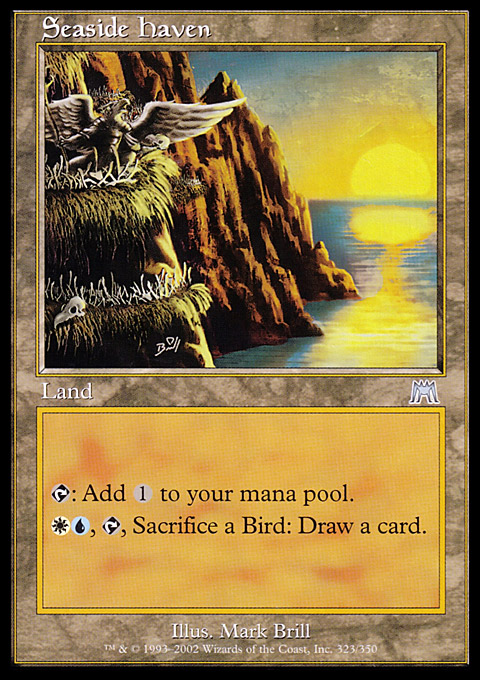 Seaside Haven
Brill
Land
: Add 1 to your mana pool.
, , Sacrifice a Bird: Draw a card.
Illus. Mark Brill
™ & © 1993–2002 Wizards of the Coast, Inc. 323/350